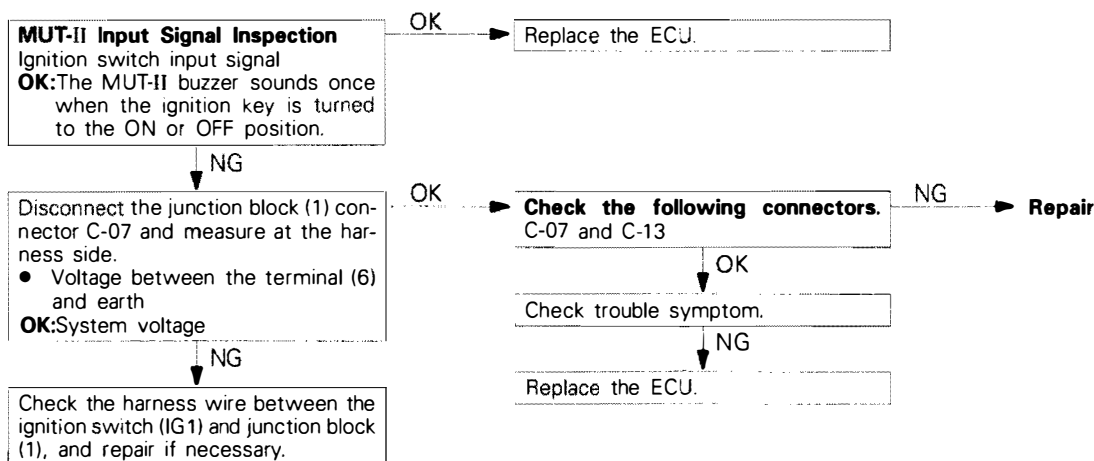 MUT-II Input Signal Inspection
Ignition switch input signal
OK:The MUT-II buzzer sounds once
when the ignition key is turned
to the ON or OFF position.
OK
Replace the ECU.
NG
Disconnect the junction block (1) con-
nector C-07 and measure at the har-
ness side.
● Voltage between the terminal (6)
and earth
OK:System voltage
OK
Check the following connectors.
C-07 and C-13
NG
Repair
OK
Check trouble symptom.
NG
Replace the ECU.
NG
Check the harness wire between the
ignition switch (IG1) and junction block
(1), and repair if necessary.